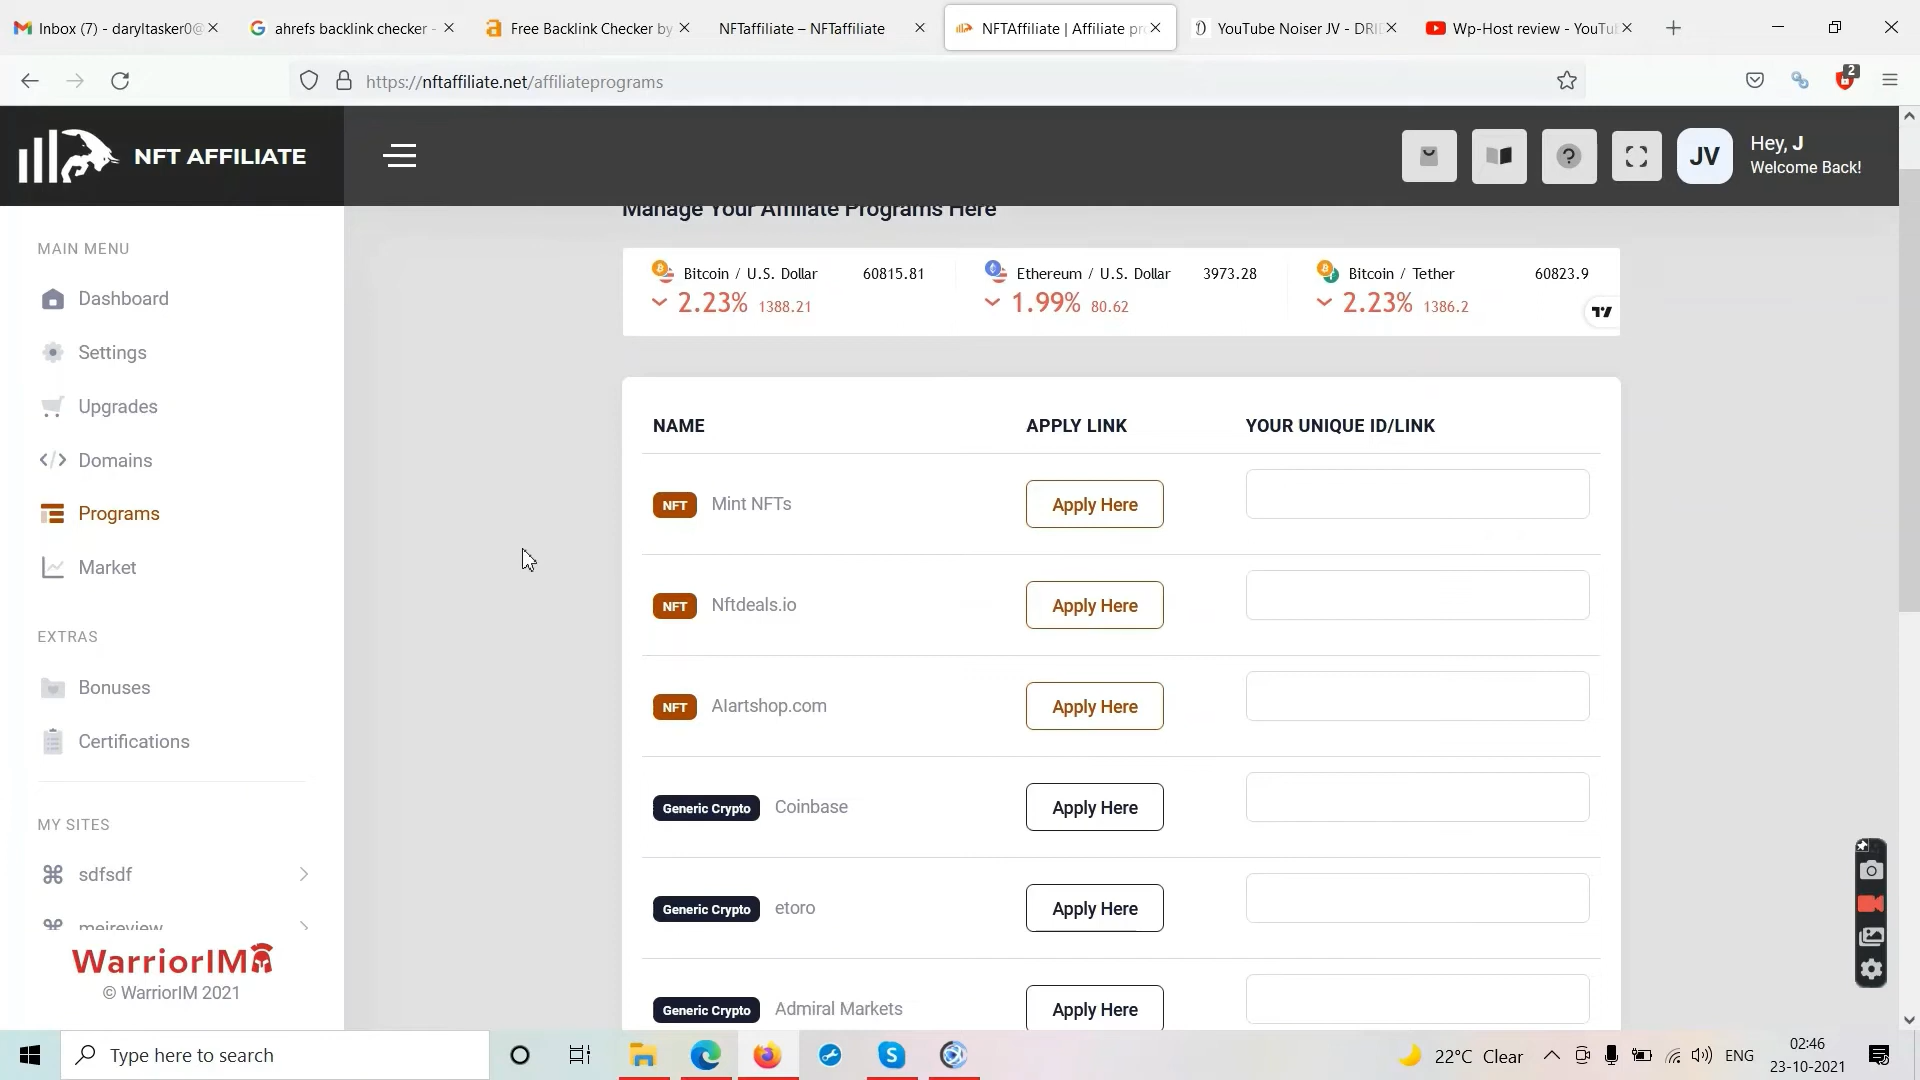 Inbox (7) - daryltasker0@
ahrefs backlink checker -
Free Backlink Checker by
NFTaffiliate – NFTaffiliate
NFTAffiliate | Affiliate pr
YouTube Noiser JV - DRI
Wp-Host review - YouTu
https://nftaffiliate.net/affiliateprograms
2
NFT AFFILIATE
JV
Hey, J
Welcome Back!
MAIN MENU
Dashboard
Settings
Upgrades
Domains
Programs
Market
EXTRAS
Bonuses
Certifications
MY SITES
sdfsdf
meireview
WarriorIM
© WarriorIM 2021
Manage Your Affiliate Programs Here
Bitcoin / U.S. Dollar 60815.81
2.23% 1388.21
Ethereum / U.S. Dollar 3973.28
1.99% 80.62
Bitcoin / Tether 60823.9
2.23% 1386.2
NAME APPLY LINK YOUR UNIQUE ID/LINK
NFT Mint NFTs Apply Here
NFT Nftdeals.io Apply Here
NFT AIartshop.com Apply Here
Generic Crypto Coinbase Apply Here
Generic Crypto etoro Apply Here
Generic Crypto Admiral Markets Apply Here
Type here to search
22°C Clear
ENG
02:46
23-10-2021